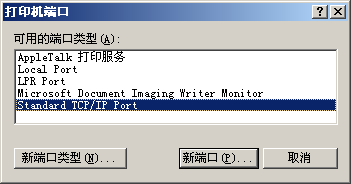 打印机端口
可用的端口类型(A):
AppleTalk 打印服务
Local Port
LPR Port
Microsoft Document Imaging Writer Monitor
Standard TCP/IP Port
新端口类型(N)... 新端口(P)... 取消